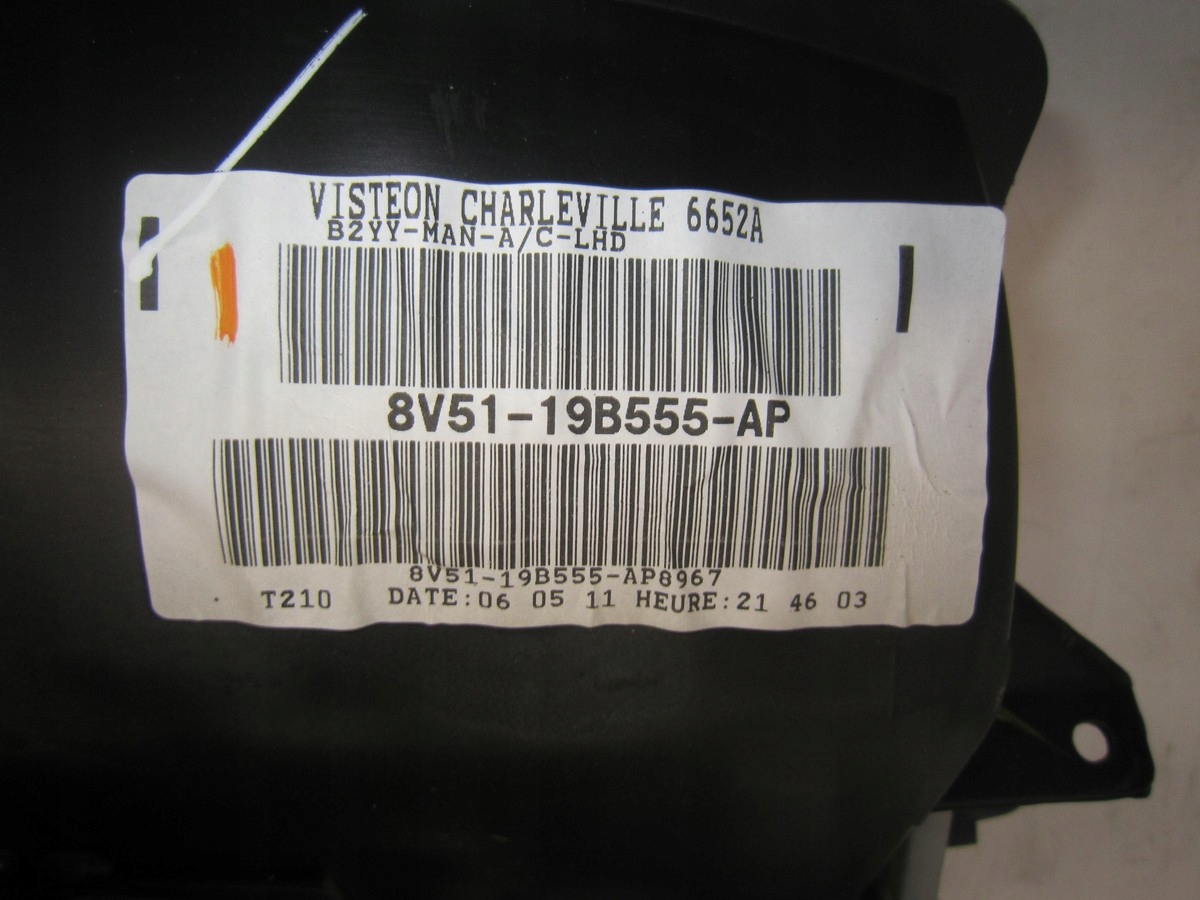 VISTEON CHARLEVILLE 6652A
B2YY-MAN-A/C-LHD
8V51-19B555-AP
8V51-19B555-AP8967
T210 DATE:06 05 11 HEURE:21 46 03